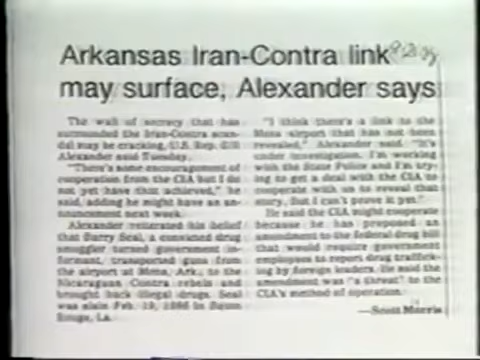 Arkansas Iran-Contra link
may surface, Alexander says
The wall of secrecy that has
surrounded the Iran-Contra scan-
dal may be cracking, U.S. Rep. Bill
Alexander said Tuesday.
"There's some encouragement of
cooperation from the CIA but I do
not yet have that achieved," he
said, adding he might have an an-
nouncement next week.
Alexander reiterated his belief
that Barry Seal, a convicted drug
smuggler turned government in-
formant, transported guns from
the airport at Mena, Ark., to the
Nicaraguan Contra rebels and
brought back illegal drugs. Seal
was slain Feb. 19, 1986 in Baton
Rouge, La.
"I think there's a link to the
Mena airport that has not been
revealed," Alexander said. "It's
under investigation. I'm working
with the State Police and I'm try-
ing to get a deal with the CIA to
cooperate with us to reveal that
story. But I can't prove it yet."
He said the CIA might cooperate
because he has proposed an
amendment to the federal drug bill
that would require government
employees to report drug traffick-
ing by foreign leaders. He said the
amendment was "a threat" to the
CIA's method of operation.
—Scott Morris